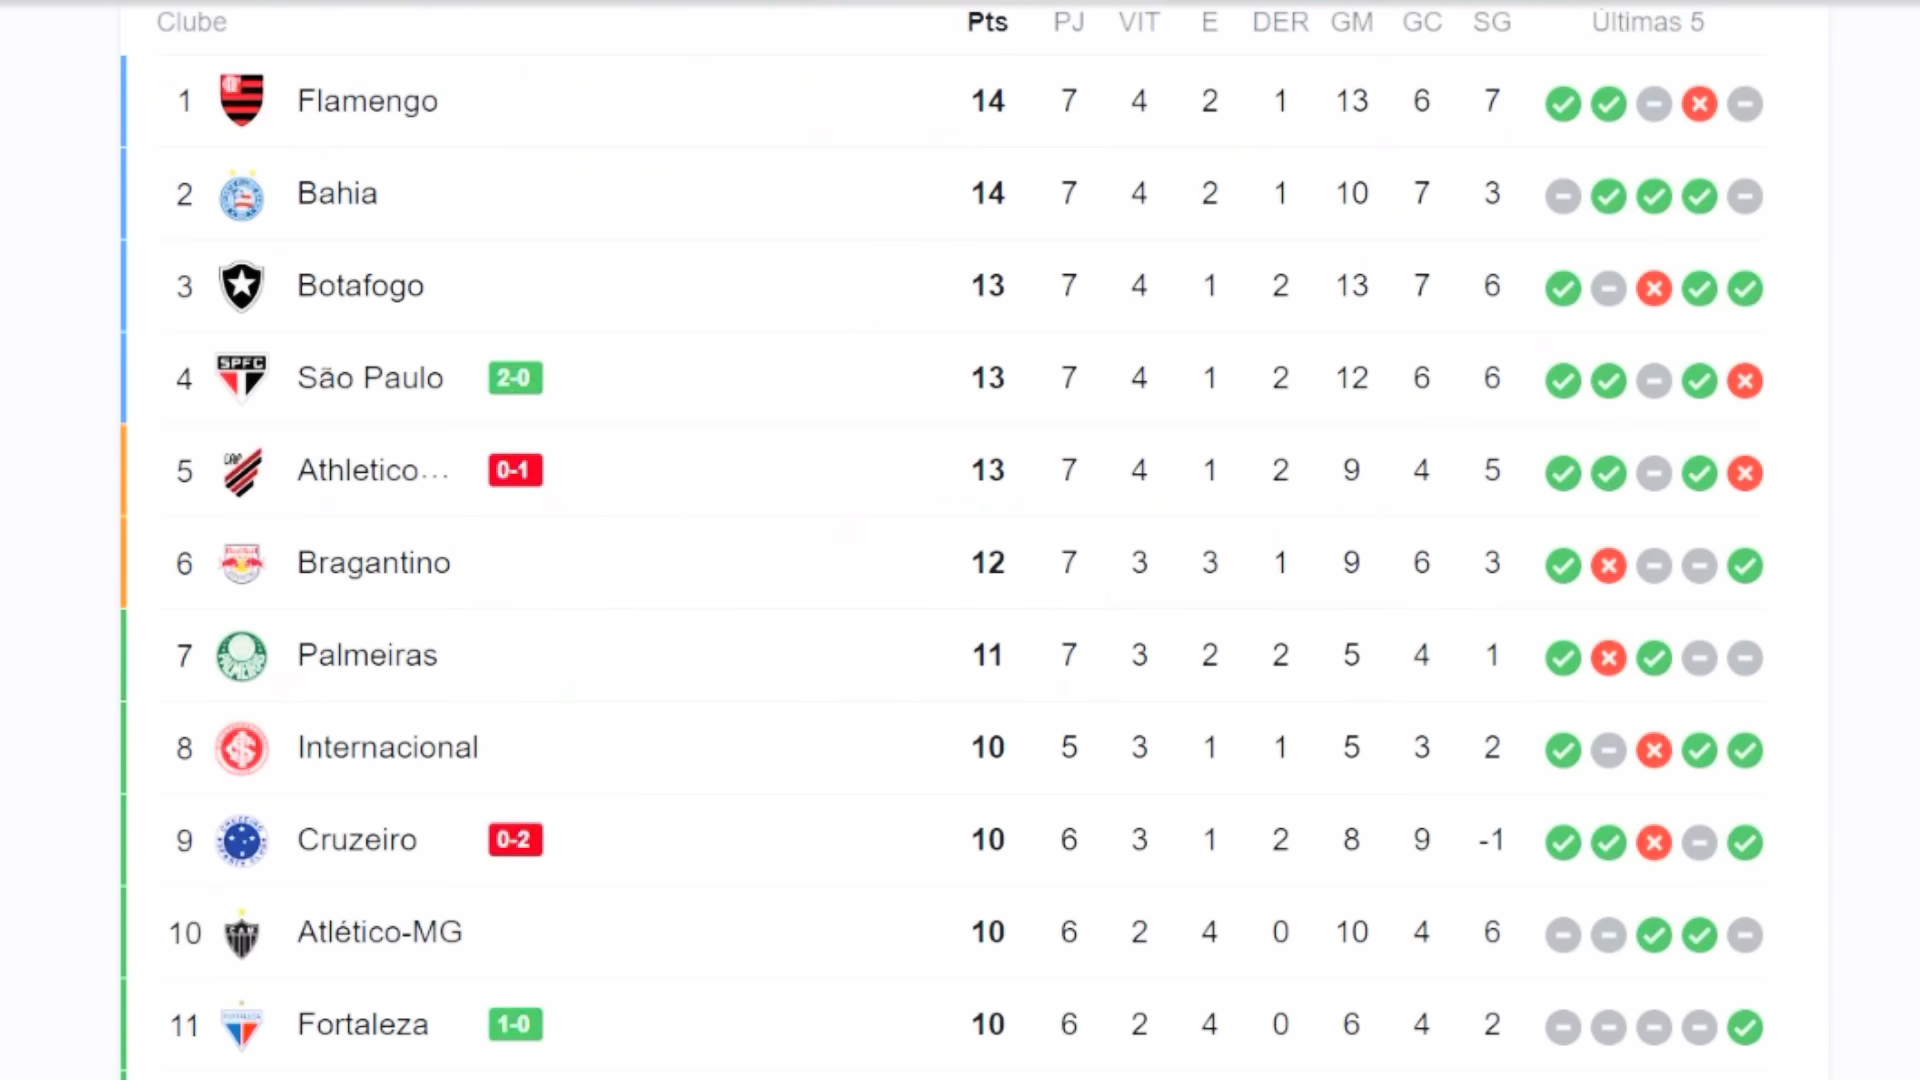 Clube Pts PJ VIT E DER GM GC SG Últimas 5
1 Flamengo 14 7 4 2 1 13 6 7
2 Bahia 14 7 4 2 1 10 7 3
3 Botafogo 13 7 4 1 2 13 7 6
4 SPFC São Paulo 2-0 13 7 4 1 2 12 6 6
5 CAP Athletico... 0-1 13 7 4 1 2 9 4 5
6 Bragantino 12 7 3 3 1 9 6 3
7 Palmeiras 11 7 3 2 2 5 4 1
8 Internacional 10 5 3 1 1 5 3 2
9 Cruzeiro 0-2 10 6 3 1 2 8 9 -1
10 CAM Atlético-MG 10 6 2 4 0 10 4 6
11 Fortaleza 1-0 10 6 2 4 0 6 4 2